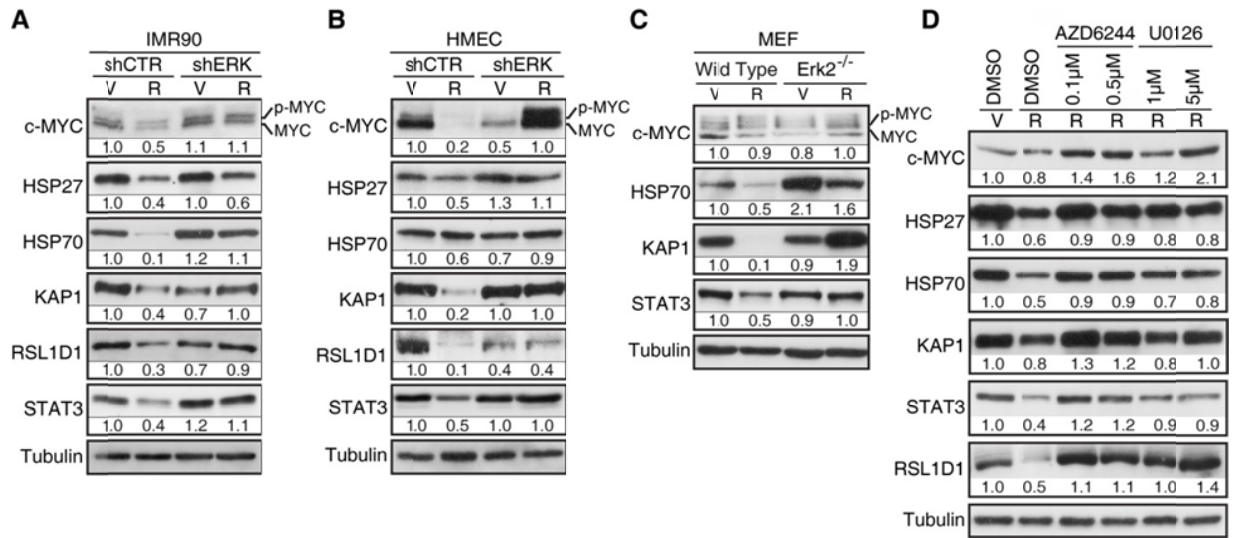 A
IMR90
shCTR shERK
V R V R
c-MYC p-MYC
MYC
1.0 0.5 1.1 1.1
HSP27
1.0 0.4 1.0 0.6
HSP70
1.0 0.1 1.2 1.1
KAP1
1.0 0.4 0.7 1.0
RSL1D1
1.0 0.3 0.7 0.9
STAT3
1.0 0.4 1.2 1.1
Tubulin
B
HMEC
shCTR shERK
V R V R
c-MYC p-MYC
MYC
1.0 0.2 0.5 1.0
HSP27
1.0 0.5 1.3 1.1
HSP70
1.0 0.6 0.7 0.9
KAP1
1.0 0.2 1.0 1.0
RSL1D1
1.0 0.1 0.4 0.4
STAT3
1.0 0.5 1.0 1.0
Tubulin
C
MEF
Wild Type Erk2-/-
V R V R
c-MYC p-MYC
MYC
1.0 0.9 0.8 1.0
HSP70
1.0 0.5 2.1 1.6
KAP1
1.0 0.1 0.9 1.9
STAT3
1.0 0.5 0.9 1.0
Tubulin
D
AZD6244 U0126
DMSO DMSO 0.1µM 0.5µM 1µM 5µM
V R R R R R
c-MYC
1.0 0.8 1.4 1.6 1.2 2.1
HSP27
1.0 0.6 0.9 0.9 0.8 0.8
HSP70
1.0 0.5 0.9 0.9 0.7 0.8
KAP1
1.0 0.8 1.3 1.2 0.8 1.0
STAT3
1.0 0.4 1.2 1.2 0.9 0.9
RSL1D1
1.0 0.5 1.1 1.1 1.0 1.4
Tubulin